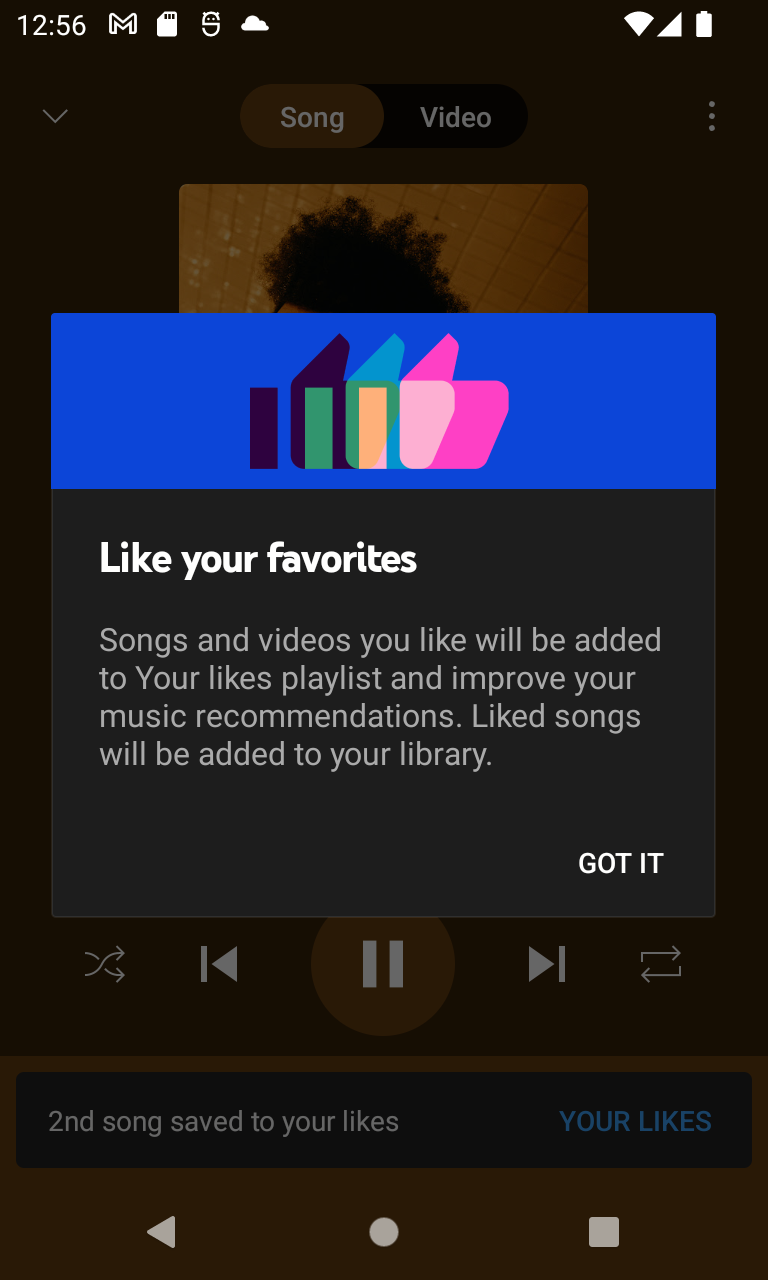 12:56
Song Video
Like your favorites
Songs and videos you like will be added
to Your likes playlist and improve your
music recommendations. Liked songs
will be added to your library.
GOT IT
2nd song saved to your likes YOUR LIKES